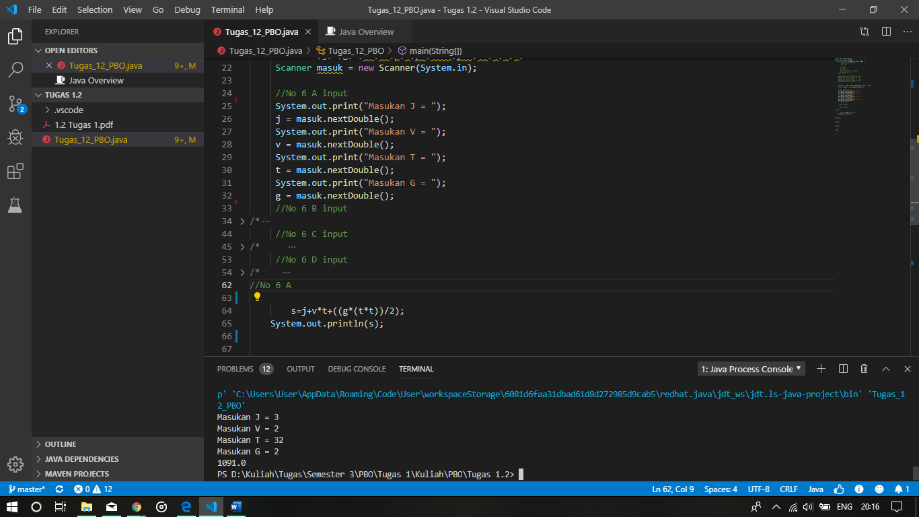 File Edit Selection View Go Debug Terminal Help
Tugas_12_PBO.java - Tugas 1.2 - Visual Studio Code
EXPLORER
OPEN EDITORS
Tugas_12_PBO.java 9+, M
Java Overview
TUGAS 1.2
.vscode
1.2 Tugas 1.pdf
Tugas_12_PBO.java 9+, M
OUTLINE
JAVA DEPENDENCIES
MAVEN PROJECTS
2
Tugas_12_PBO.java Java Overview
Tugas_12_PBO.java > Tugas_12_PBO > main(String[])
22 Scanner masuk = new Scanner(System.in);
23
24 //No 6 A input
25 System.out.print("Masukan J = ");
26 j = masuk.nextDouble();
27 System.out.print("Masukan V = ");
28 v = masuk.nextDouble();
29 System.out.print("Masukan T = ");
30 t = masuk.nextDouble();
31 System.out.print("Masukan G = ");
32 g = masuk.nextDouble();
33 //No 6 B input
34 /* ...
44 //No 6 C input
45 /* ...
53 //No 6 D input
54 /* ...
62 //No 6 A
63
64 s=j+v*t+((g*(t*t))/2);
65 System.out.println(s);
66
67
PROBLEMS 12 OUTPUT DEBUG CONSOLE TERMINAL
1: Java Process Console
p' 'C:\Users\User\AppData\Roaming\Code\User\workspaceStorage\6081d6faa31dbad61d8d272985d9cab5\redhat.java\jdt_ws\jdt.ls-java-project\bin' 'Tugas_1
2_PBO'
Masukan J = 3
Masukan V = 2
Masukan T = 32
Masukan G = 2
1091.0
PS D:\Kuliah\Tugas\Semester 3\PBO\Tugas 1\Kuliah\PBO\Tugas 1.2>
master* 0 12 Ln 62, Col 9 Spaces: 4 UTF-8 CRLF Java 1
ENG 20:16